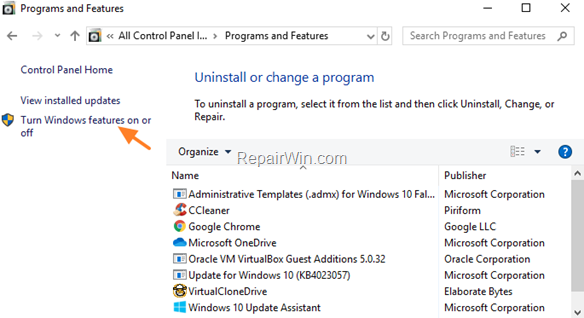 Programs and Features
« All Control Panel I... › Programs and Features
Search Programs and Features
Control Panel Home
View installed updates
Turn Windows features on or
off
Uninstall or change a program
To uninstall a program, select it from the list and then click Uninstall, Change, or
Repair.
Organize
RepairWin.com
Name Publisher
Administrative Templates (.admx) for Windows 10 Fal... Microsoft Corporation
CCleaner Piriform
Google Chrome Google LLC
Microsoft OneDrive Microsoft Corporation
Oracle VM VirtualBox Guest Additions 5.0.32 Oracle Corporation
Update for Windows 10 (KB4023057) Microsoft Corporation
VirtualCloneDrive Elaborate Bytes
Windows 10 Update Assistant Microsoft Corporation